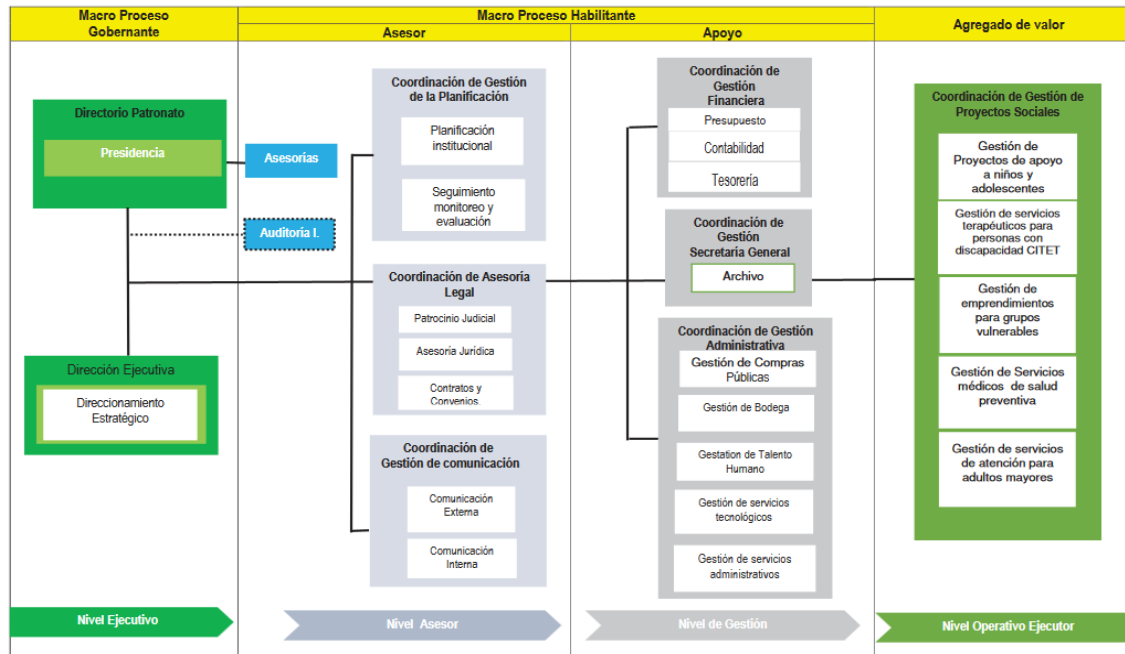 Macro Proceso
Gobernante
Macro Proceso Habilitante
Asesor
Apoyo
Agregado de valor
Directorio Patronato
Presidencia
Asesorías
Auditoría I.
Dirección Ejecutiva
Direccionamiento
Estratégico
Coordinación de Gestión
de la Planificación
Planificación
institucional
Seguimiento
monitoreo y
evaluación
Coordinación de Asesoría
Legal
Patrocinio Judicial
Asesoría Jurídica
Contratos y
Convenios.
Coordinación de
Gestión de comunicación
Comunicación
Externa
Comunicación
Interna
Coordinación de
Gestión
Financiera
Presupuesto
Contabilidad
Tesorería
Coordinación de
Gestión
Secretaría General
Archivo
Coordinación de Gestión
Administrativa
Gestión de Compras
Públicas
Gestión de Bodega
Gestation de Talento
Humano
Gestión de servicios
tecnológicos
Gestión de servicios
administrativos
Coordinación de Gestión de
Proyectos Sociales
Gestión de
Proyectos de apoyo
a niños y
adolescentes
Gestión de servicios
terapéuticos para
personas con
discapacidad CITET
Gestión de
emprendimientos
para grupos
vulnerables
Gestión de Servicios
médicos de salud
preventiva
Gestión de servicios
de atención para
adultos mayores
Nivel Ejecutivo
Nivel Asesor
Nivel de Gestión
Nivel Operativo Ejecutor